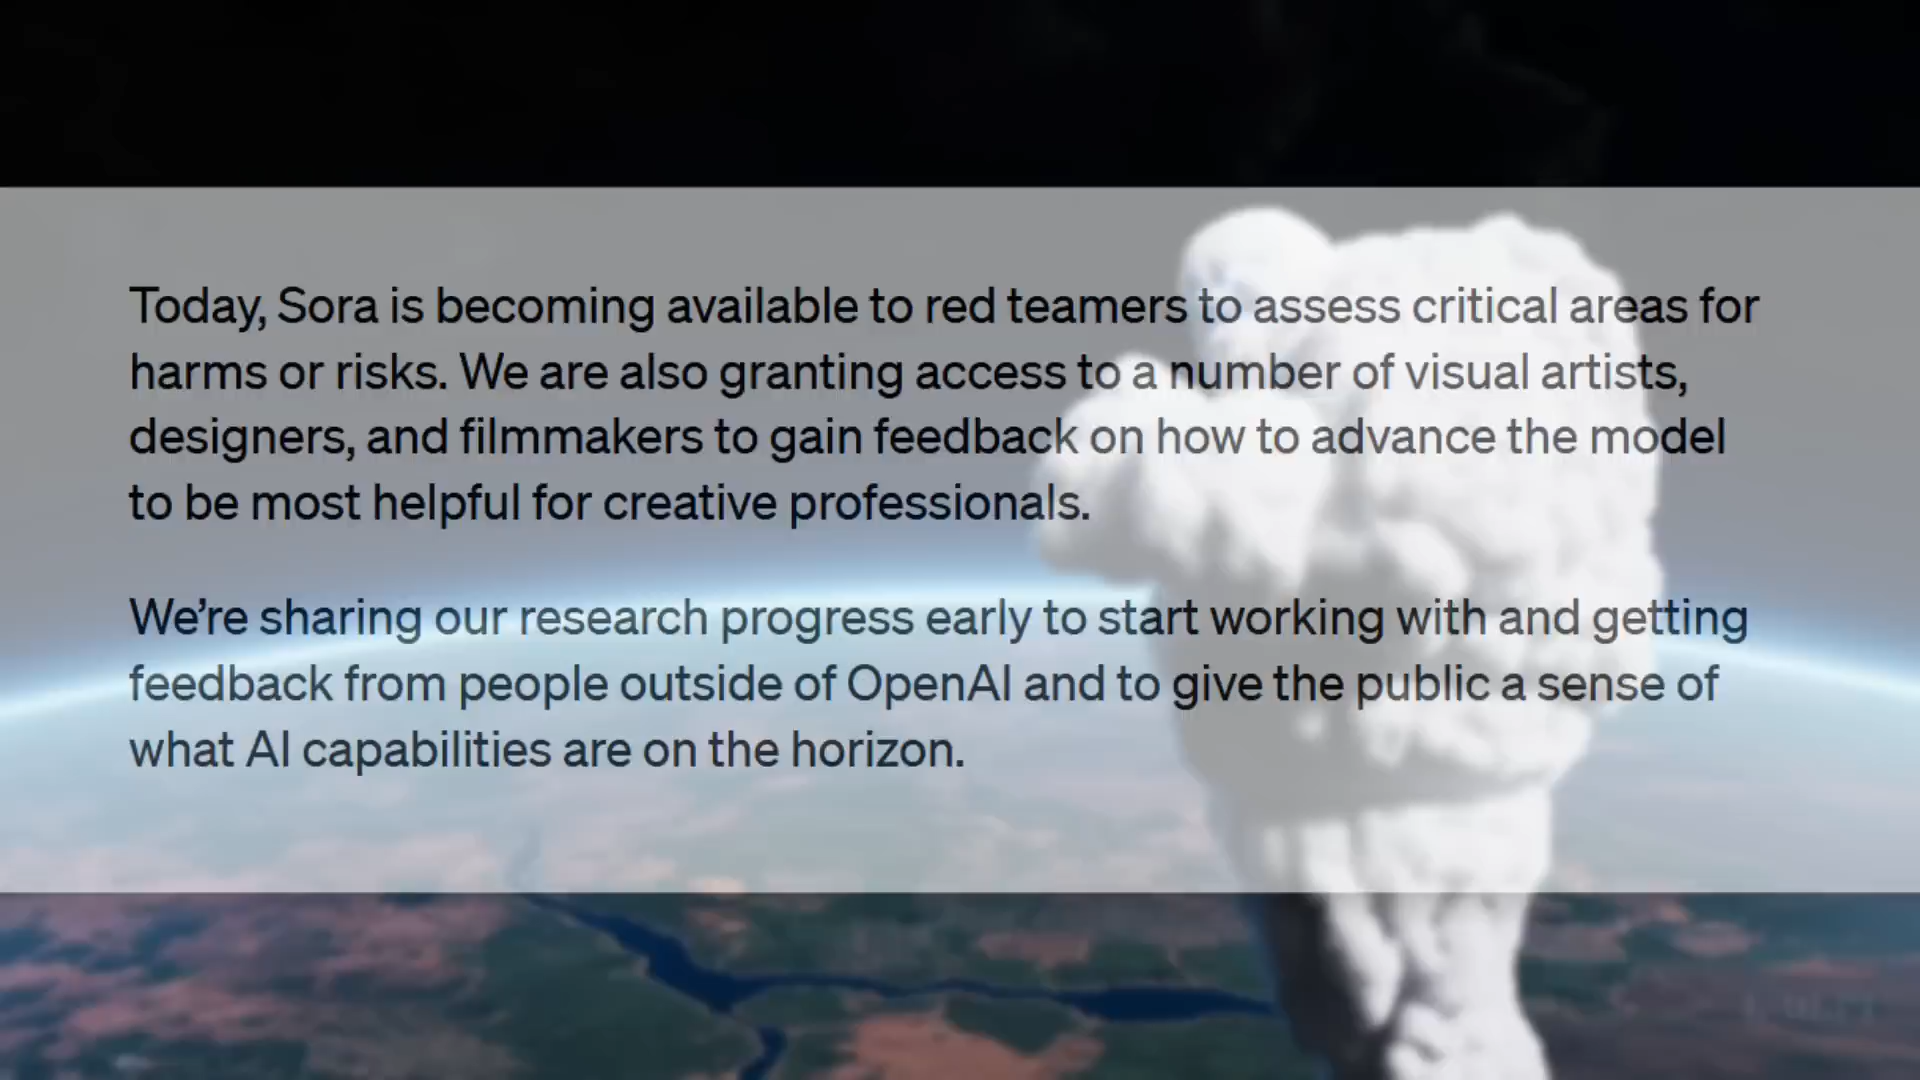 Today, Sora is becoming available to red teamers to assess critical areas for
harms or risks. We are also granting access to a number of visual artists,
designers, and filmmakers to gain feedback on how to advance the model
to be most helpful for creative professionals.
We’re sharing our research progress early to start working with and getting
feedback from people outside of OpenAI and to give the public a sense of
what AI capabilities are on the horizon.